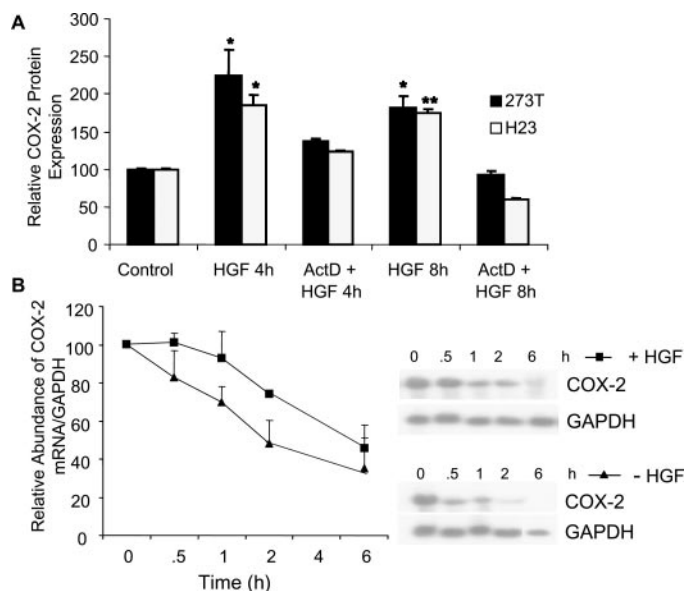 A
Relative COX-2 Protein
Expression
300
250
200
150
100
50
0
*
*
*
**
273T
H23
Control
HGF 4h
ActD +
HGF 4h
HGF 8h
ActD +
HGF 8h
B
Relative Abundance of COX-2
mRNA/GAPDH
120
100
80
60
40
20
0
0 .5 1 2 4 6
Time (h)
0 .5 1 2 6 h + HGF
COX-2
GAPDH
0 .5 1 2 6 h - HGF
COX-2
GAPDH